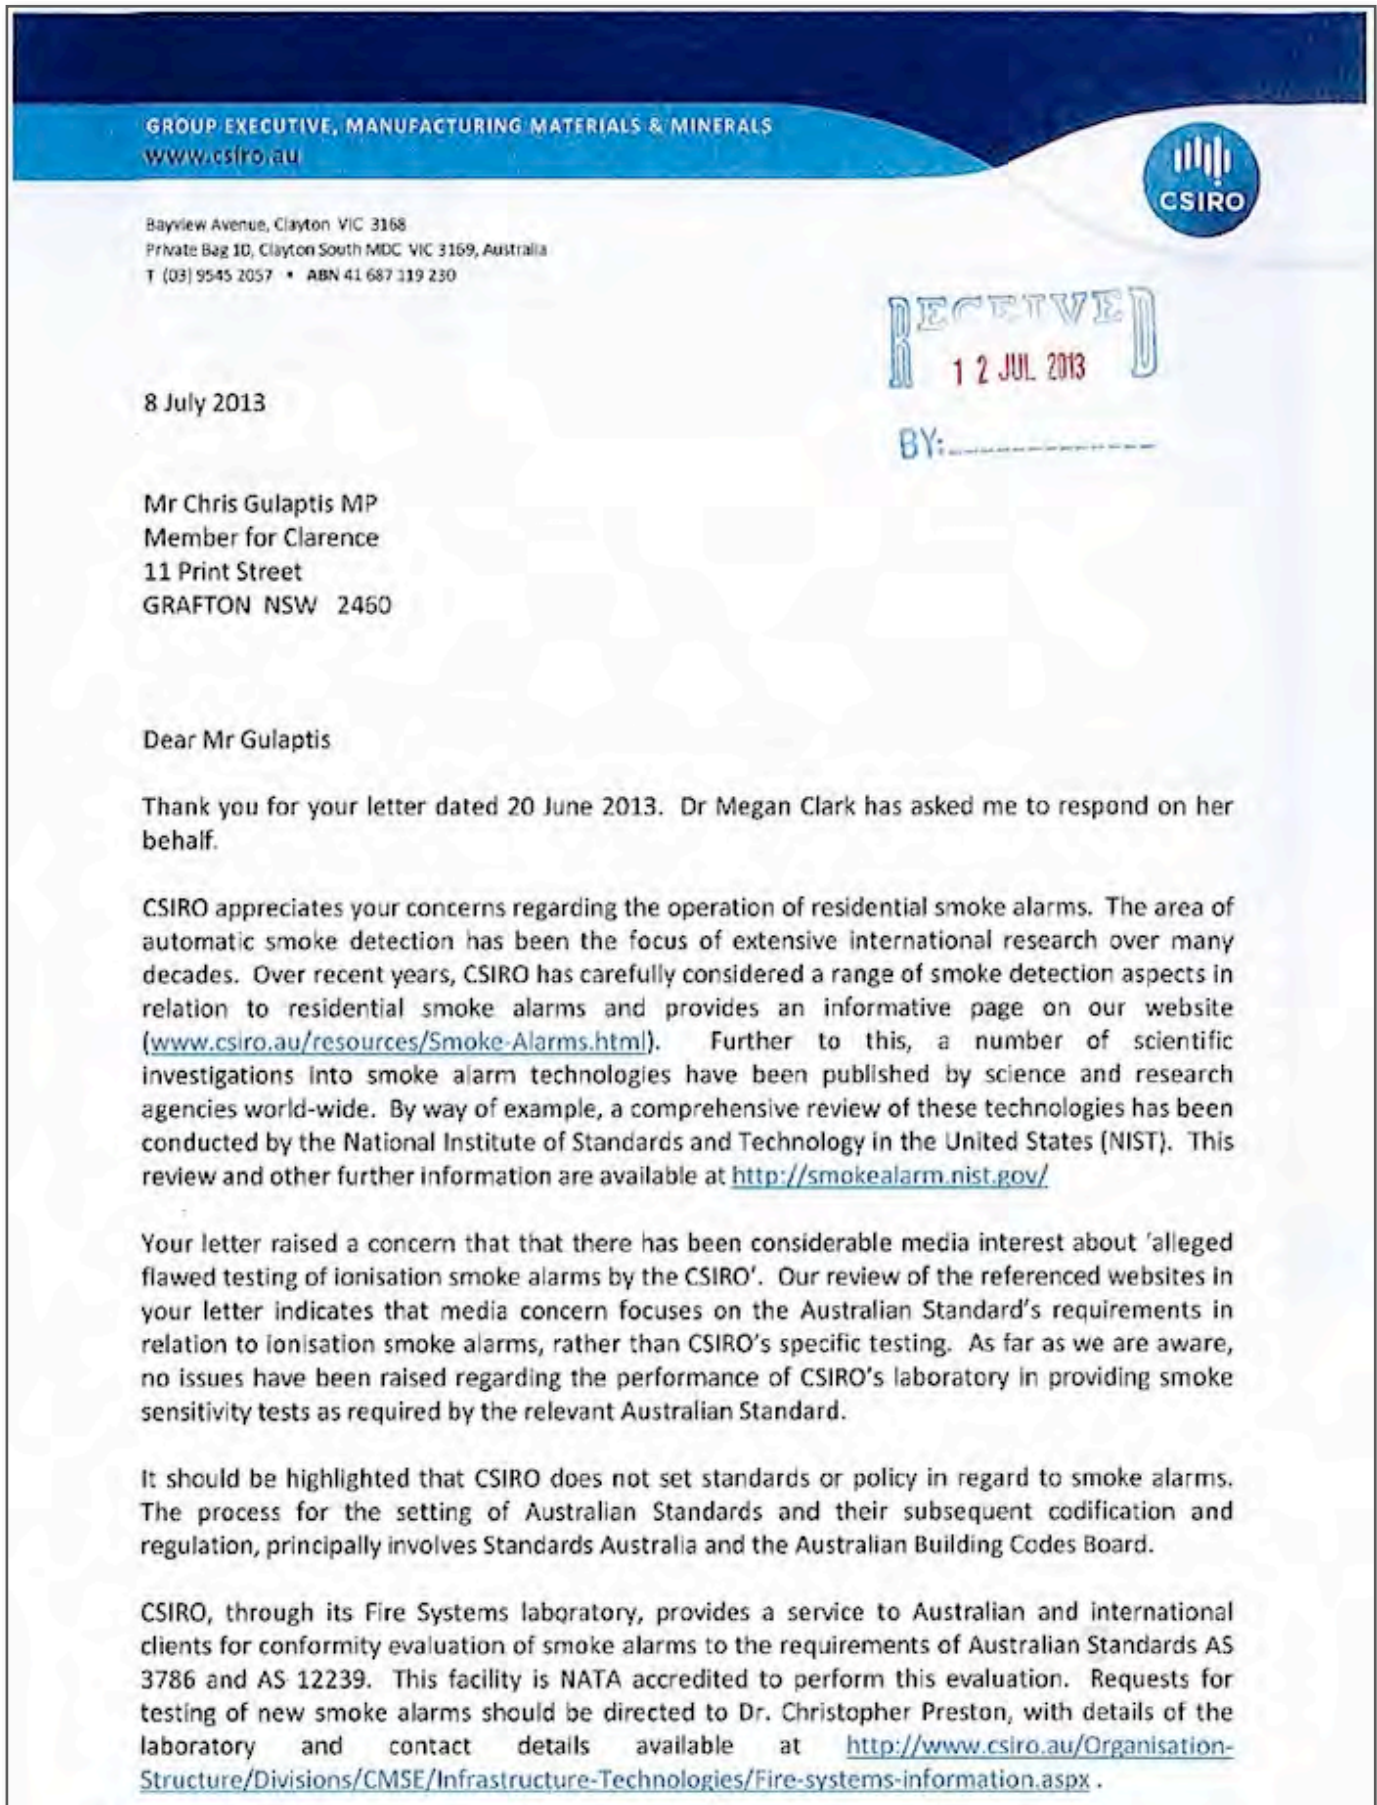 GROUP EXECUTIVE, MANUFACTURING MATERIALS & MINERALS
www.csiro.au
CSIRO
Bayview Avenue, Clayton VIC 3168
Private Bag 10, Clayton South MDC VIC 3169, Australia
T (03) 9545 2057 • ABN 41 687 119 230
RECEIVED
12 JUL 2013
BY:
8 July 2013
Mr Chris Gulaptis MP
Member for Clarence
11 Print Street
GRAFTON NSW 2460
Dear Mr Gulaptis
Thank you for your letter dated 20 June 2013. Dr Megan Clark has asked me to respond on her
behalf.
CSIRO appreciates your concerns regarding the operation of residential smoke alarms. The area of
automatic smoke detection has been the focus of extensive international research over many
decades. Over recent years, CSIRO has carefully considered a range of smoke detection aspects in
relation to residential smoke alarms and provides an informative page on our website
(www.csiro.au/resources/Smoke-Alarms.html). Further to this, a number of scientific
investigations into smoke alarm technologies have been published by science and research
agencies world-wide. By way of example, a comprehensive review of these technologies has been
conducted by the National Institute of Standards and Technology in the United States (NIST). This
review and other further information are available at http://smokealarm.nist.gov/
Your letter raised a concern that that there has been considerable media interest about 'alleged
flawed testing of ionisation smoke alarms by the CSIRO'. Our review of the referenced websites in
your letter indicates that media concern focuses on the Australian Standard's requirements in
relation to ionisation smoke alarms, rather than CSIRO's specific testing. As far as we are aware,
no issues have been raised regarding the performance of CSIRO's laboratory in providing smoke
sensitivity tests as required by the relevant Australian Standard.
It should be highlighted that CSIRO does not set standards or policy in regard to smoke alarms.
The process for the setting of Australian Standards and their subsequent codification and
regulation, principally involves Standards Australia and the Australian Building Codes Board.
CSIRO, through its Fire Systems laboratory, provides a service to Australian and international
clients for conformity evaluation of smoke alarms to the requirements of Australian Standards AS
3786 and AS 12239. This facility is NATA accredited to perform this evaluation. Requests for
testing of new smoke alarms should be directed to Dr. Christopher Preston, with details of the
laboratory and contact details available at http://www.csiro.au/Organisation-
Structure/Divisions/CMSE/Infrastructure-Technologies/Fire-systems-information.aspx .